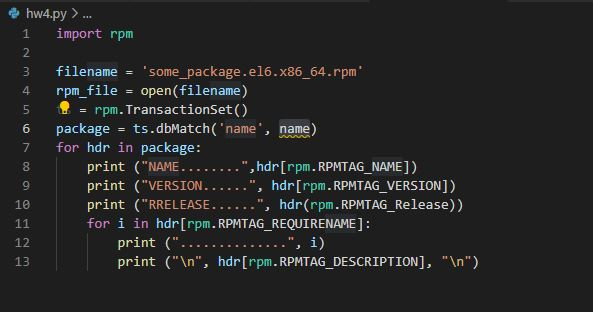 hw4.py > ...
1 import rpm
2
3 filename = 'some_package.el6.x86_64.rpm'
4 rpm_file = open(filename)
5 = rpm.TransactionSet()
6 package = ts.dbMatch('name', name)
7 for hdr in package:
8 print ("NAME........",hdr[rpm.RPMTAG_NAME])
9 print ("VERSION......", hdr[rpm.RPMTAG_VERSION])
10 print ("RRELEASE......", hdr(rpm.RPMTAG_Release))
11 for i in hdr[rpm.RPMTAG_REQUIRENAME]:
12 print ("..............", i)
13 print ("\n", hdr[rpm.RPMTAG_DESCRIPTION], "\n")